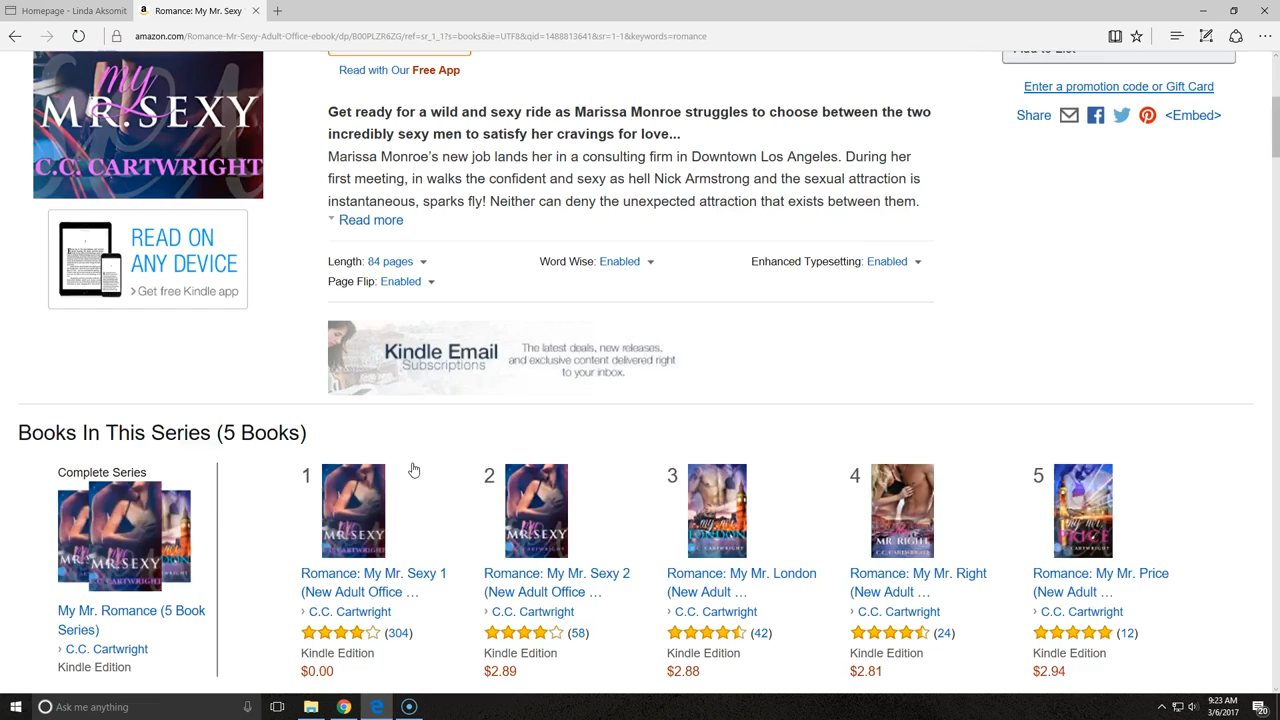 Homepage - Linda Aksomit
Romance: My Mr. Sexy
amazon.com/Romance-Mr-Sexy-Adult-Office-ebook/dp/B00PLZR6ZG/ref=sr_1_1?s=books&ie=UTF8&qid=1488813641&sr=1-1&keywords=romance
my
MR. SEXY
C.C. CARTWRIGHT
READ ON
ANY DEVICE
› Get free Kindle app
Read with Our Free App
Get ready for a wild and sexy ride as Marissa Monroe struggles to choose between the two
incredibly sexy men to satisfy her cravings for love...
Marissa Monroe's new job lands her in a consulting firm in Downtown Los Angeles. During her
first meeting, in walks the confident and sexy as hell Nick Armstrong and the sexual attraction is
instantaneous, sparks fly! Neither can deny the unexpected attraction that exists between them.
Read more
Length: 84 pages
Word Wise: Enabled
Enhanced Typesetting: Enabled
Page Flip: Enabled
Kindle Email
Subscriptions
The latest deals, new releases,
and exclusive content delivered right
to your inbox.
Add to List
Enter a promotion code or Gift Card
Share
<Embed>
Books In This Series (5 Books)
Complete Series
My Mr. Romance (5 Book
Series)
› C.C. Cartwright
Kindle Edition
1
MR. SEXY
Romance: My Mr. Sexy 1
(New Adult Office …
› C.C. Cartwright
(304)
Kindle Edition
$0.00
2
MR. SEXY
Romance: My Mr. Sexy 2
(New Adult Office …
› C.C. Cartwright
(58)
Kindle Edition
$2.89
3
LONDON
Romance: My Mr. London
(New Adult …
› C.C. Cartwright
(42)
Kindle Edition
$2.88
4
MR. RIGHT
C.C. CARTWRIGHT
Romance: My Mr. Right
(New Adult …
› C.C. Cartwright
(24)
Kindle Edition
$2.81
5
Romance: My Mr. Price
(New Adult …
› C.C. Cartwright
(12)
Kindle Edition
$2.94
Ask me anything
9:23 AM
3/6/2017
20